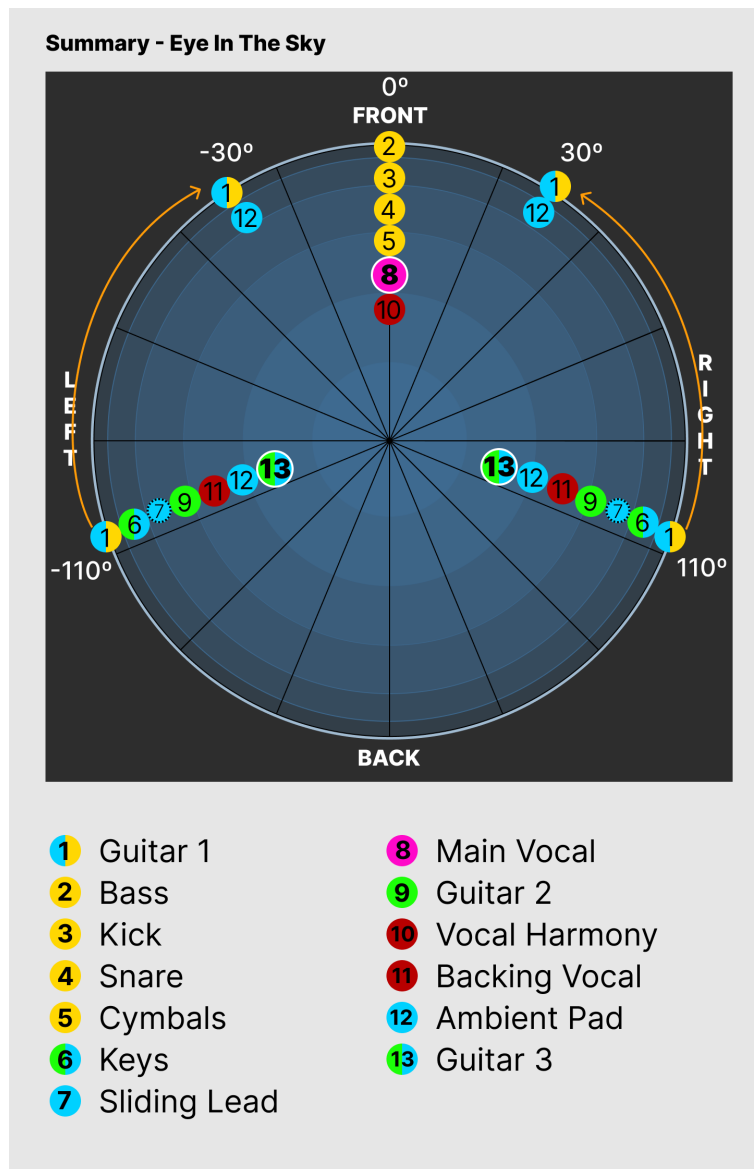 Summary - Eye In The Sky
0º
FRONT
-30º
30º
1
12
2
3
4
5
8
10
1
12
LEFT
RIGHT
13
12
11
9
7
6
1
13
12
11
9
7
6
1
-110º
110º
BACK
1 Guitar 1
2 Bass
3 Kick
4 Snare
5 Cymbals
6 Keys
7 Sliding Lead
8 Main Vocal
9 Guitar 2
10 Vocal Harmony
11 Backing Vocal
12 Ambient Pad
13 Guitar 3